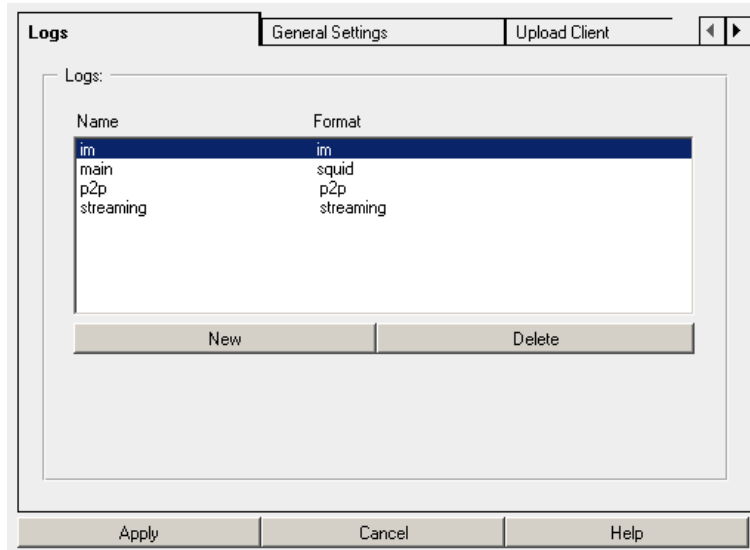 Logs General Settings Upload Client
Logs:
Name Format
im im
main squid
p2p p2p
streaming streaming
New Delete
Apply Cancel Help